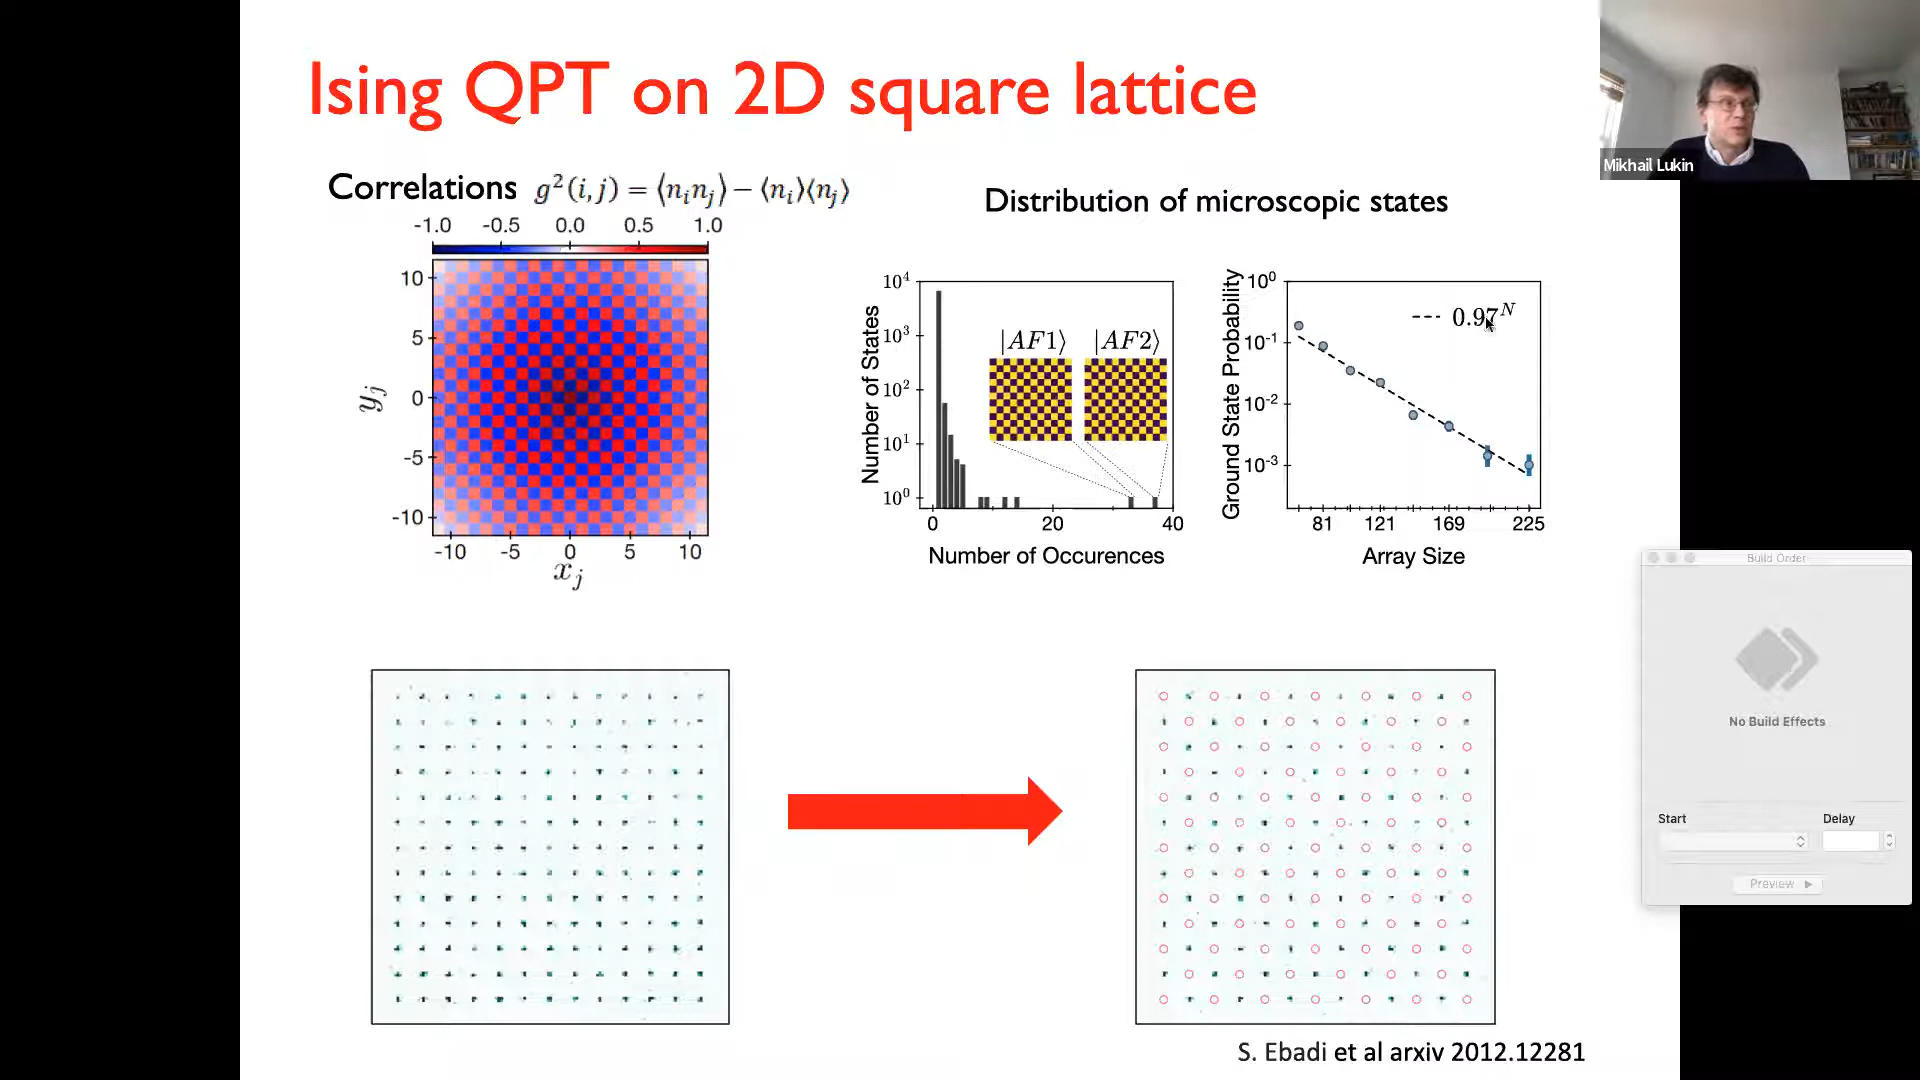 Ising QPT on 2D square lattice
Mikhail Lukin
Correlations g²(i,j) = ⟨nᵢnⱼ⟩ − ⟨nᵢ⟩⟨nⱼ⟩
-1.0 -0.5 0.0 0.5 1.0
10
5
0
-5
-10
yⱼ
-10 -5 0 5 10
xⱼ
Distribution of microscopic states
Number of States
10⁴
10³
10²
10¹
10⁰
|AF1⟩ |AF2⟩
0 20 40
Number of Occurences
Ground State Probability
10⁰
10⁻¹
10⁻²
10⁻³
0.97ᴺ
81 121 169 225
Array Size
Build Order
No Build Effects
Start Delay
Preview
S. Ebadi et al arxiv 2012.12281